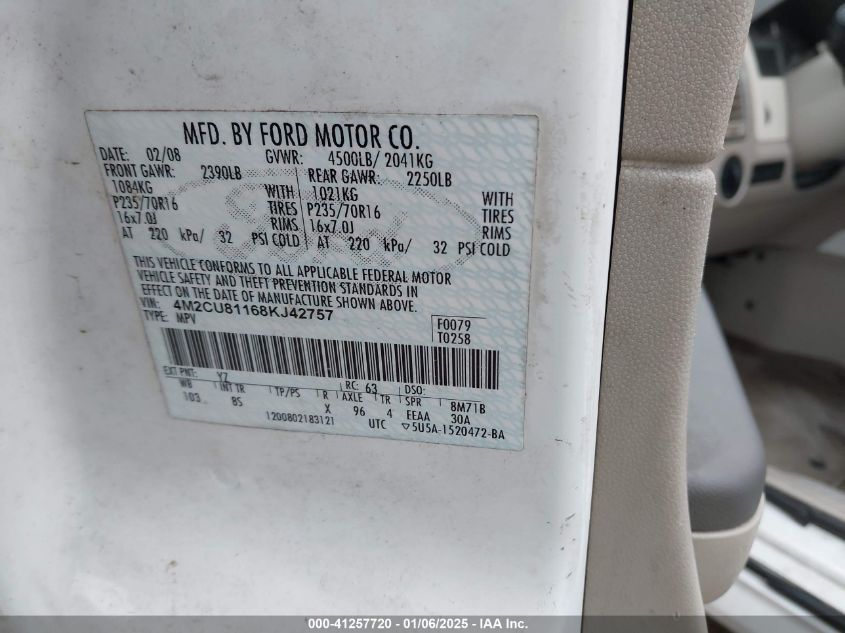 MFD. BY FORD MOTOR CO.
DATE: 02/08 GVWR: 4500LB/ 2041KG
FRONT GAWR: 2390LB REAR GAWR: 2250LB
1084KG WITH 1021KG WITH
P235/70R16 TIRES P235/70R16 TIRES
16x7.0J RIMS 16x7.0J RIMS
AT 220 kPa/ 32 PSI COLD AT 220 kPa/ 32 PSI COLD
THIS VEHICLE CONFORMS TO ALL APPLICABLE FEDERAL MOTOR
VEHICLE SAFETY AND THEFT PREVENTION STANDARDS IN
EFFECT ON THE DATE OF MANUFACTURE SHOWN ABOVE.
VIN: 4M2CU81168KJ42757
TYPE: MPV
F0079
T0258
EXT PNT: YZ RC: 63 DSO:
WB INT TR TP/PS R AXLE TR SPR 8M71B
103 85 X 96 4 EEAA 30A
1200802183121 UTC ▽5U5A-1520472-BA
Ford
000-41257720 - 01/06/2025 - IAA Inc.